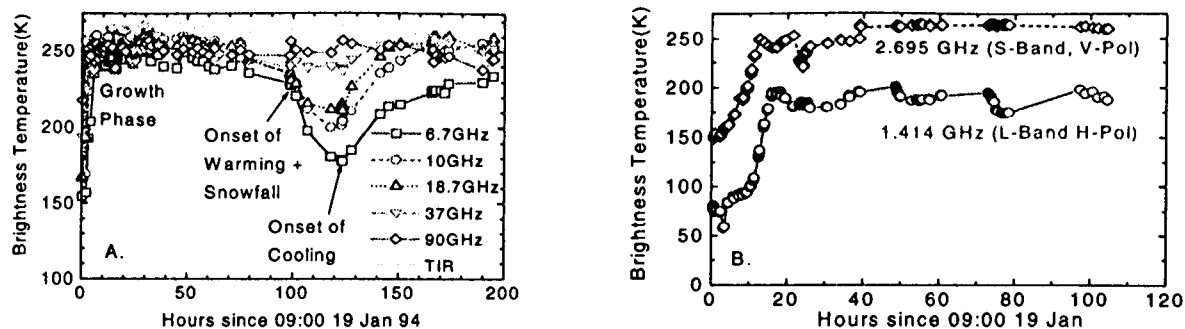 Brightness Temperature(K)
250
200
150
100
Growth
Phase
Onset of
Warming +
Snowfall
Onset of
Cooling
A.
6.7GHz
10GHz
18.7GHz
37GHz
90GHz
TIR
0 50 100 150 200
Hours since 09:00 19 Jan 94
Brightness Temperature(K)
250
200
150
100
50
0
2.695 GHz (S-Band, V-Pol)
1.414 GHz (L-Band H-Pol)
B.
0 20 40 60 80 100 120
Hours since 09:00 19 Jan